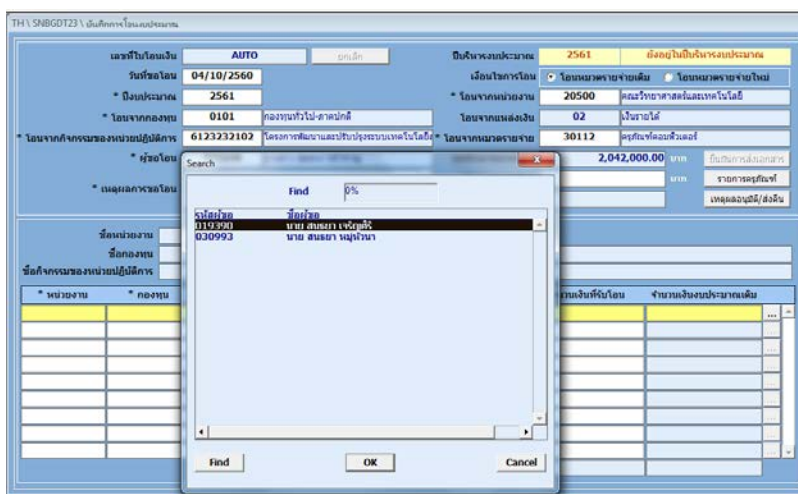 TH \ SNBGDT23 \ บันทึกการโอนงบประมาณ
เลขที่ใบโอนเงิน AUTO ยกเลิก ปีบริหารงบประมาณ 2561 ยังอยู่ในปีบริหารงบประมาณ
วันที่ขอโอน 04/10/2560 เงื่อนไขการโอน โอนหมวดรายจ่ายเดิม โอนหมวดรายจ่ายใหม่
* ปีงบประมาณ 2561 * โอนจากหน่วยงาน 20500 คณะวิทยาศาสตร์และเทคโนโลยี
* โอนจากกองทุน 0101 กองทุนทั่วไป-ภาคปกติ โอนจากแหล่งเงิน 02 เงินรายได้
* โอนจากกิจกรรมของหน่วยปฏิบัติการ 6123232102 โครงการพัฒนาและปรับปรุงระบบเทคโนโลยี * โอนจากหมวดรายจ่าย 30112 ครุภัณฑ์คอมพิวเตอร์
* ผู้ขอโอน 2,042,000.00 บาท ยืนยันการส่งเอกสาร
บาท รายการครุภัณฑ์
* เหตุผลการขอโอน เหตุผลอนุมัติ/ส่งคืน
Search
Find 0%
รหัสผู้ขอ ชื่อผู้ขอ
019390 นาย สนธยา เจริญศิริ
030993 นาย สนธยา
Find OK Cancel
ชื่อหน่วยงาน
ชื่อกองทุน
ชื่อกิจกรรมของหน่วยปฏิบัติการ
* หน่วยงาน * กองทุน จำนวนเงินงบประมาณเดิม